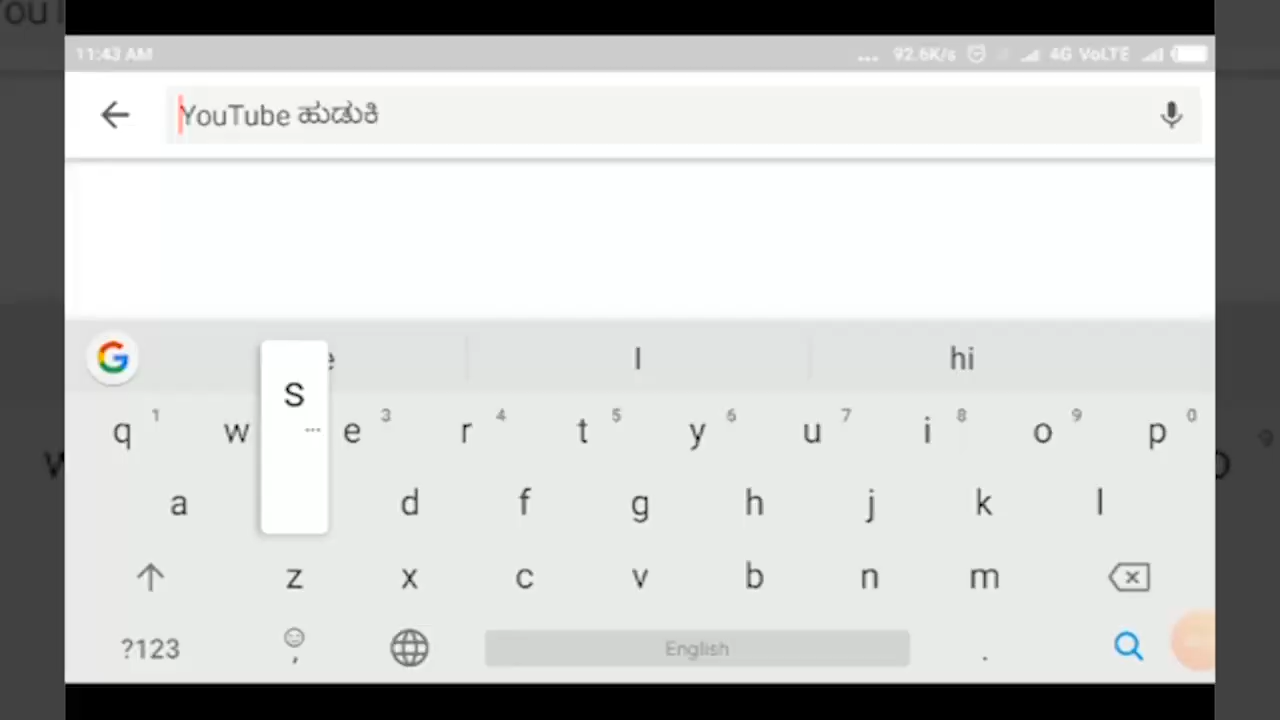 11:43 AM ... 92.6K/s 4G VoLTE
YouTube ಹುಡುಕಿ
I hi
S
...
q 1 w e 3 r 4 t 5 y 6 u 7 i 8 o 9 p 0
a d f g h j k l
z x c v b n m
?123 , English .